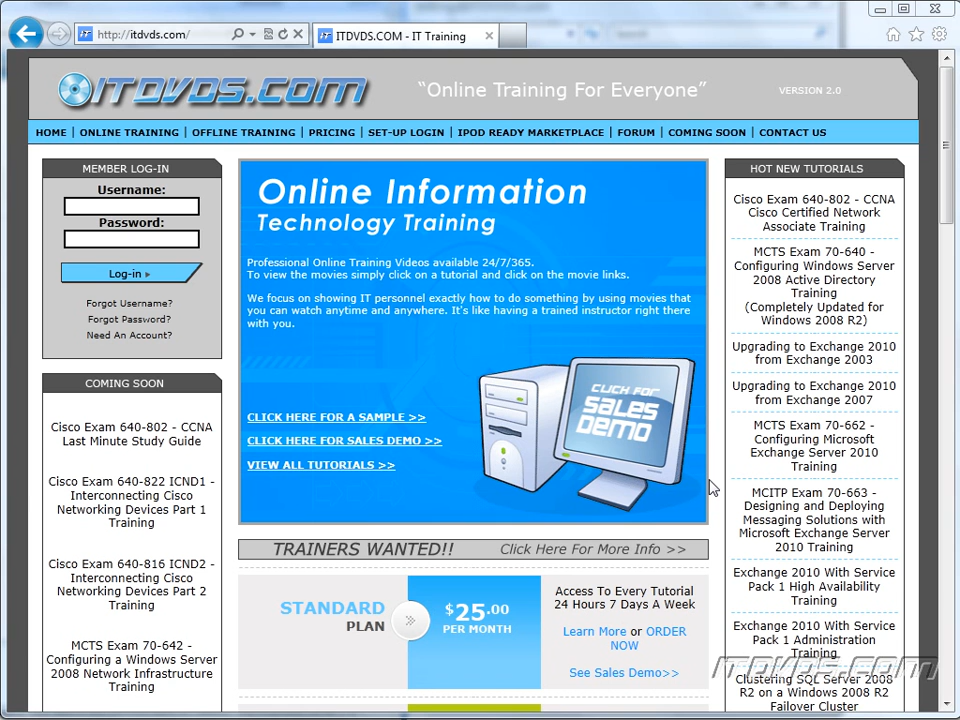 http://itdvds.com/
ITDVDS.COM - IT Training
ITDVDS.COM
“Online Training For Everyone”
VERSION 2.0
HOME | ONLINE TRAINING | OFFLINE TRAINING | PRICING | SET-UP LOGIN | IPOD READY MARKETPLACE | FORUM | COMING SOON | CONTACT US
MEMBER LOG-IN
Username:
Password:
Log-in
Forgot Username?
Forgot Password?
Need An Account?
COMING SOON
Cisco Exam 640-802 - CCNA
Last Minute Study Guide
Cisco Exam 640-822 ICND1 -
Interconnecting Cisco
Networking Devices Part 1
Training
Cisco Exam 640-816 ICND2 -
Interconnecting Cisco
Networking Devices Part 2
Training
MCTS Exam 70-642 -
Configuring a Windows Server
2008 Network Infrastructure
Training
Online Information
Technology Training
Professional Online Training Videos available 24/7/365.
To view the movies simply click on a tutorial and click on the movie links.
We focus on showing IT personnel exactly how to do something by using movies that
you can watch anytime and anywhere. It's like having a trained instructor right there
with you.
CLICK HERE FOR A SAMPLE >>
CLICK HERE FOR SALES DEMO >>
VIEW ALL TUTORIALS >>
CLICK FOR
SALES
DEMO
TRAINERS WANTED!! Click Here For More Info >>
STANDARD
PLAN
$25.00
PER MONTH
Access To Every Tutorial
24 Hours 7 Days A Week
Learn More or ORDER
NOW
See Sales Demo>>
HOT NEW TUTORIALS
Cisco Exam 640-802 - CCNA
Cisco Certified Network
Associate Training
MCTS Exam 70-640 -
Configuring Windows Server
2008 Active Directory
Training
(Completely Updated for
Windows 2008 R2)
Upgrading to Exchange 2010
from Exchange 2003
Upgrading to Exchange 2010
from Exchange 2007
MCTS Exam 70-662 -
Configuring Microsoft
Exchange Server 2010
Training
MCITP Exam 70-663 -
Designing and Deploying
Messaging Solutions with
Microsoft Exchange Server
2010 Training
Exchange 2010 With Service
Pack 1 High Availability
Training
Exchange 2010 With Service
Pack 1 Administration
Training
Clustering SQL Server 2008
R2 on a Windows 2008 R2
Failover Cluster
ITDVDS.COM